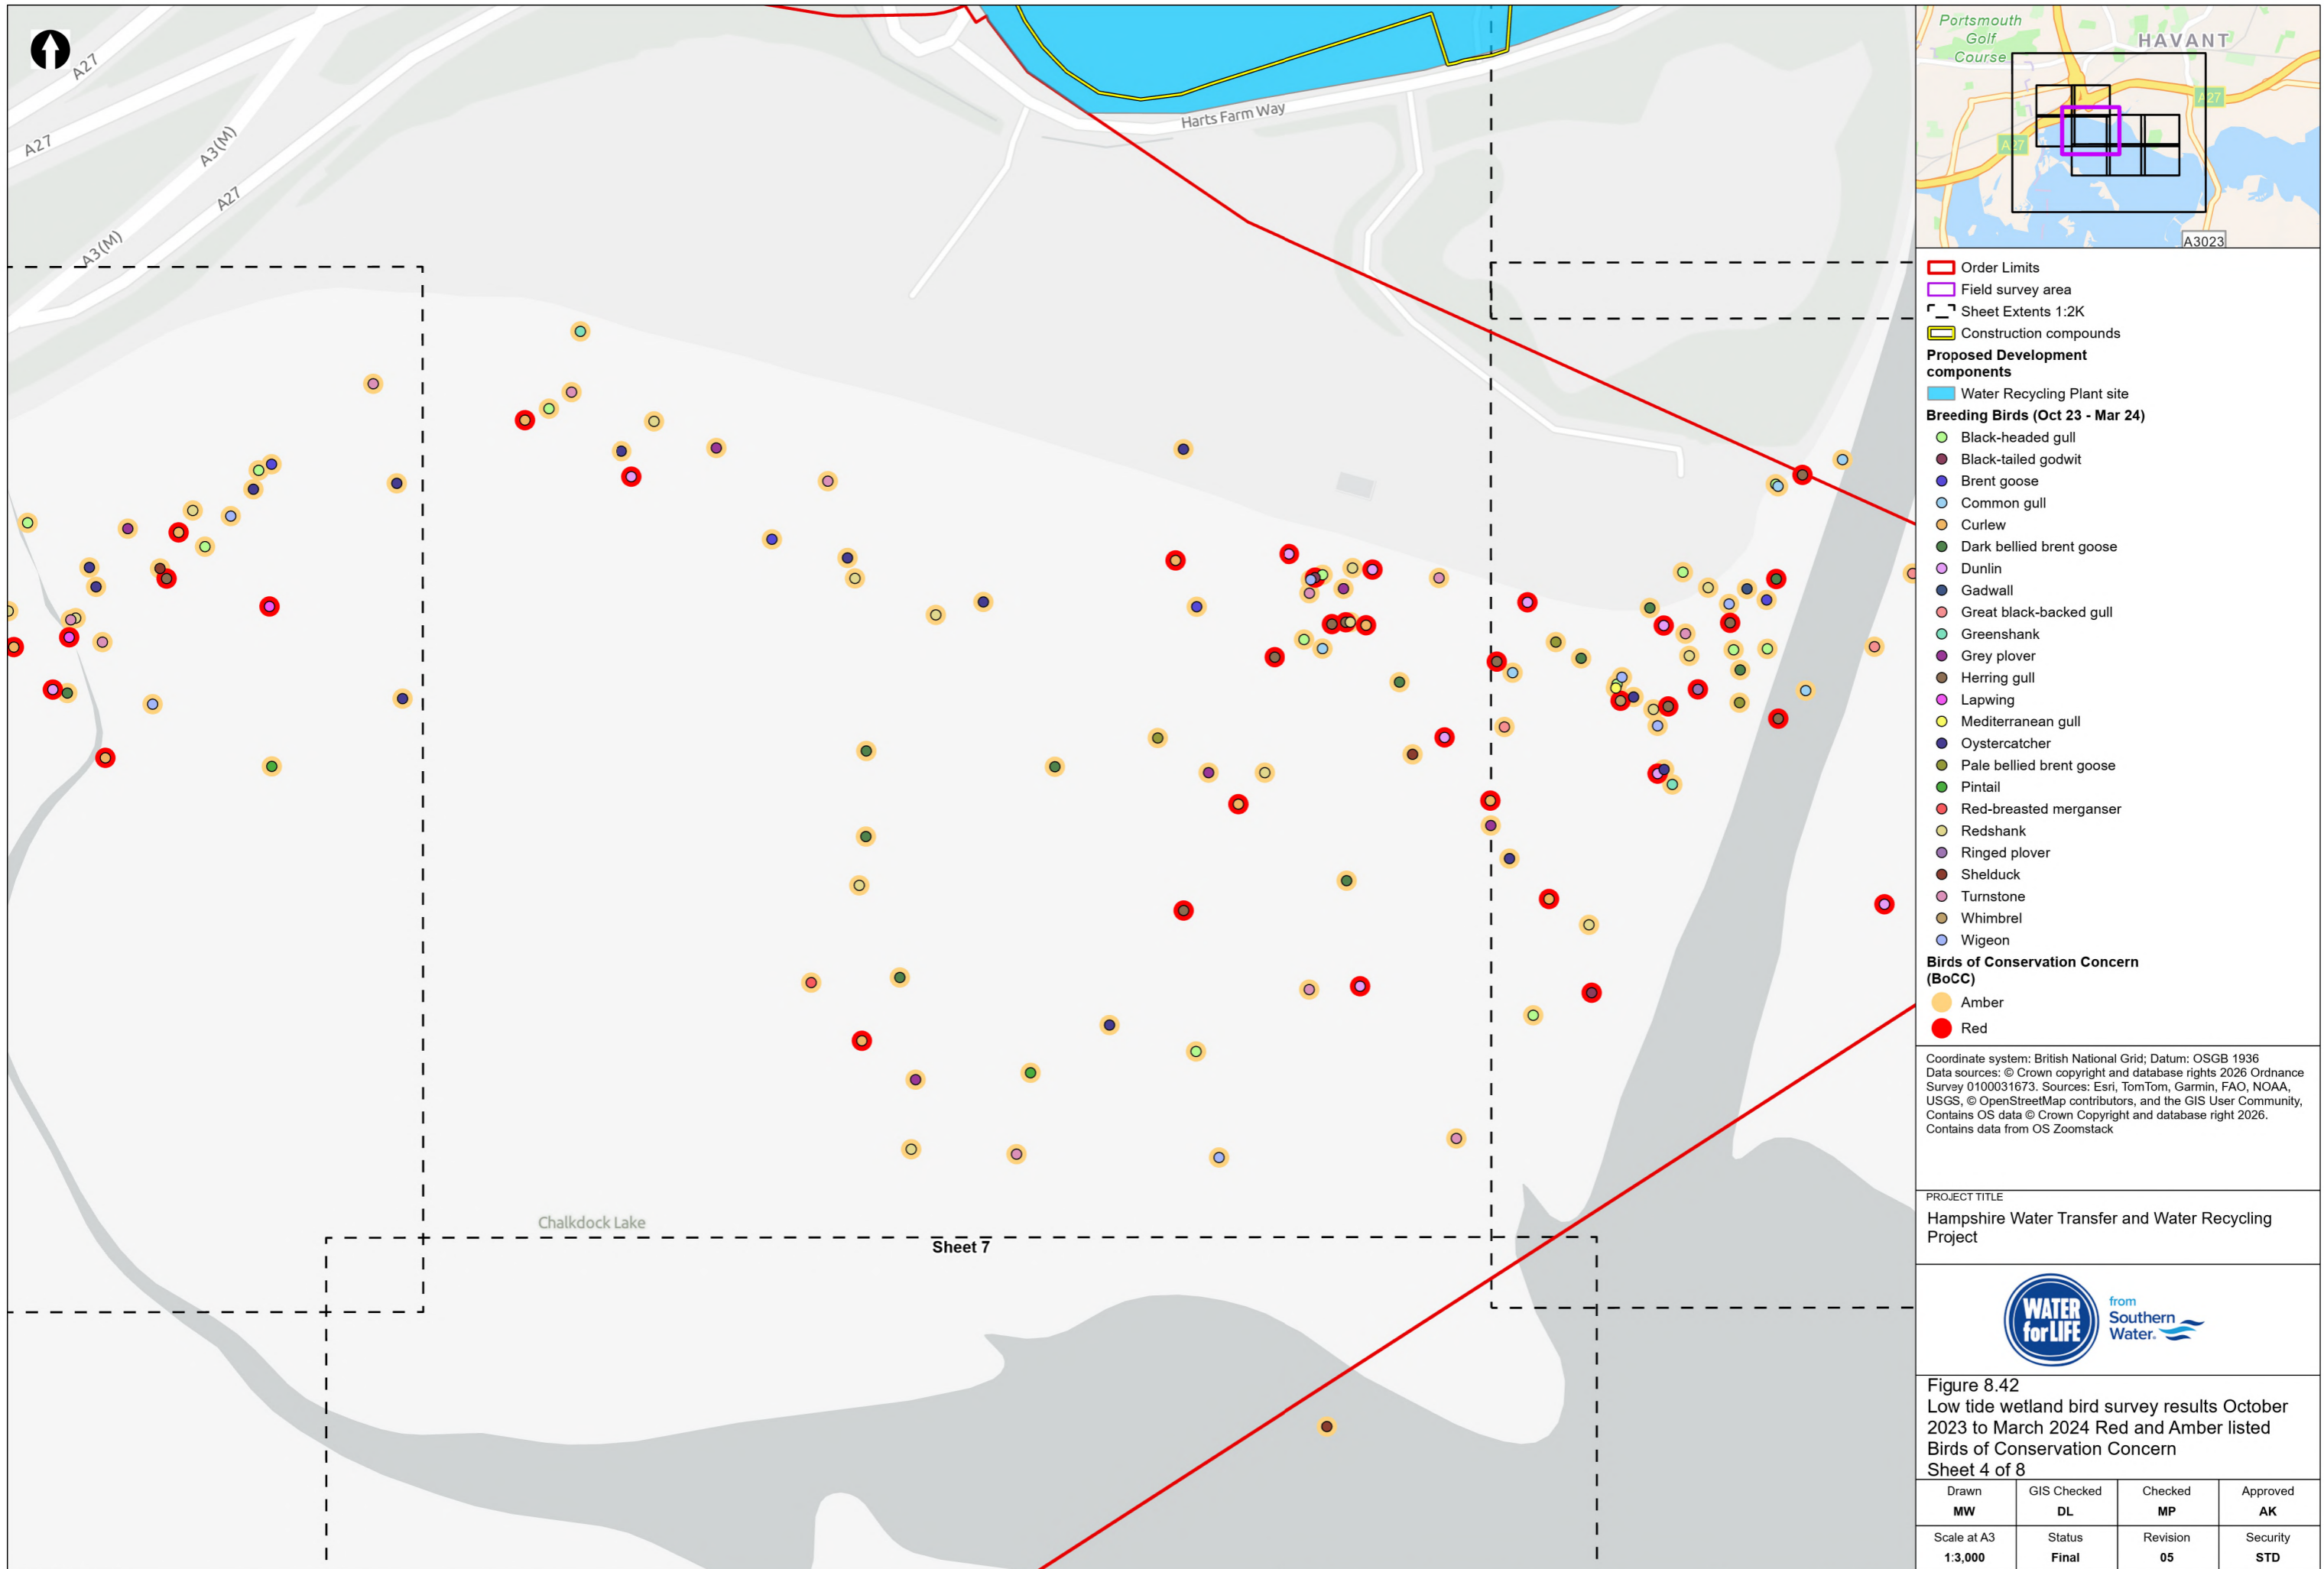 A27
A27
A3(M)
A27
A3(M)
Harts Farm Way
Chalkdock Lake
Sheet 7
Portsmouth
Golf
Course
HAVANT
A27
A27
A3023
Order Limits
Field survey area
Sheet Extents 1:2K
Construction compounds
Proposed Development
components
Water Recycling Plant site
Breeding Birds (Oct 23 - Mar 24)
Black-headed gull
Black-tailed godwit
Brent goose
Common gull
Curlew
Dark bellied brent goose
Dunlin
Gadwall
Great black-backed gull
Greenshank
Grey plover
Herring gull
Lapwing
Mediterranean gull
Oystercatcher
Pale bellied brent goose
Pintail
Red-breasted merganser
Redshank
Ringed plover
Shelduck
Turnstone
Whimbrel
Wigeon
Birds of Conservation Concern
(BoCC)
Amber
Red
Coordinate system: British National Grid; Datum: OSGB 1936
Data sources: © Crown copyright and database rights 2026 Ordnance
Survey 0100031673. Sources: Esri, TomTom, Garmin, FAO, NOAA,
USGS, © OpenStreetMap contributors, and the GIS User Community,
Contains OS data © Crown Copyright and database right 2026.
Contains data from OS Zoomstack
PROJECT TITLE
Hampshire Water Transfer and Water Recycling
Project
WATER
for LIFE
from
Southern
Water.
Figure 8.42
Low tide wetland bird survey results October
2023 to March 2024 Red and Amber listed
Birds of Conservation Concern
Sheet 4 of 8
Drawn GIS Checked Checked Approved
MW DL MP AK
Scale at A3 Status Revision Security
1:3,000 Final 05 STD